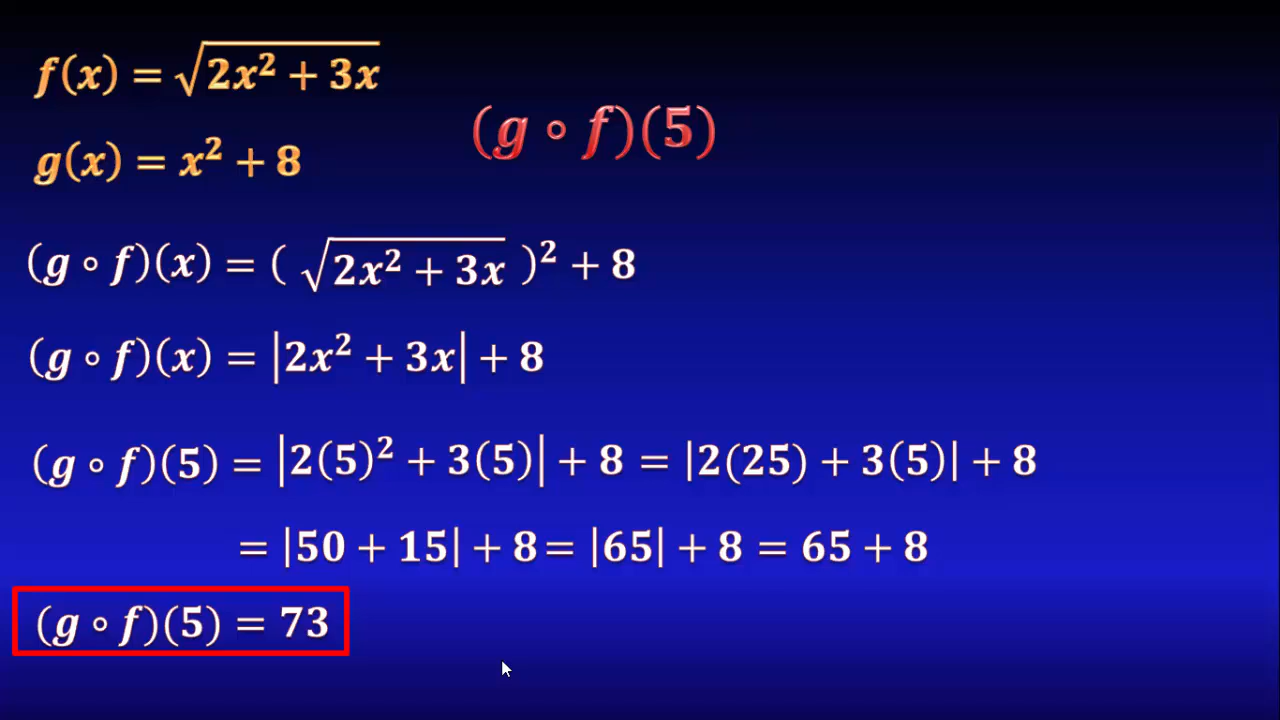 f(x) = √(2x² + 3x)
(g ∘ f)(5)
g(x) = x² + 8
(g ∘ f)(x) = ( √(2x² + 3x) )² + 8
(g ∘ f)(x) = |2x² + 3x| + 8
(g ∘ f)(5) = |2(5)² + 3(5)| + 8 = |2(25) + 3(5)| + 8
= |50 + 15| + 8 = |65| + 8 = 65 + 8
(g ∘ f)(5) = 73